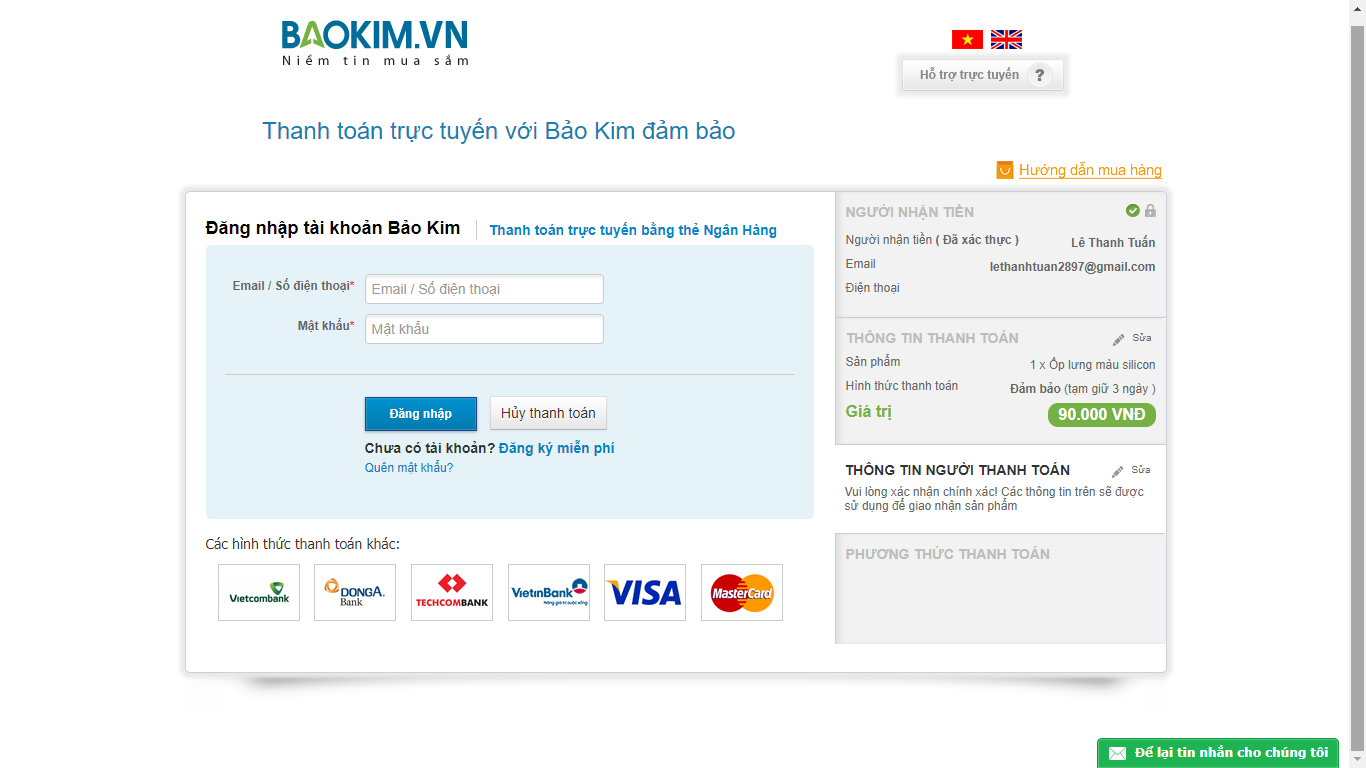 BAOKIM.VN
Niềm tin mua sắm
Hỗ trợ trực tuyến ?
Thanh toán trực tuyến với Bảo Kim đảm bảo
Hướng dẫn mua hàng
Đăng nhập tài khoản Bảo Kim
Thanh toán trực tuyến bằng thẻ Ngân Hàng
Email / Số điện thoại*
Email / Số điện thoại
Mật khẩu*
Mật khẩu
Đăng nhập
Hủy thanh toán
Chưa có tài khoản? Đăng ký miễn phí
Quên mật khẩu?
Các hình thức thanh toán khác:
Vietcombank
DONGA Bank
TECHCOMBANK
VietinBank
Nâng giá trị cuộc sống
VISA
MasterCard
NGƯỜI NHẬN TIỀN
Người nhận tiền ( Đã xác thực ) Lê Thanh Tuấn
Email lethanhtuan2897@gmail.com
Điện thoại
THÔNG TIN THANH TOÁN Sửa
Sản phẩm 1 x Ốp lưng màu silicon
Hình thức thanh toán Đảm bảo (tạm giữ 3 ngày )
Giá trị 90.000 VNĐ
THÔNG TIN NGƯỜI THANH TOÁN Sửa
Vui lòng xác nhận chính xác! Các thông tin trên sẽ được
sử dụng để giao nhận sản phẩm
PHƯƠNG THỨC THANH TOÁN
Để lại tin nhắn cho chúng tôi